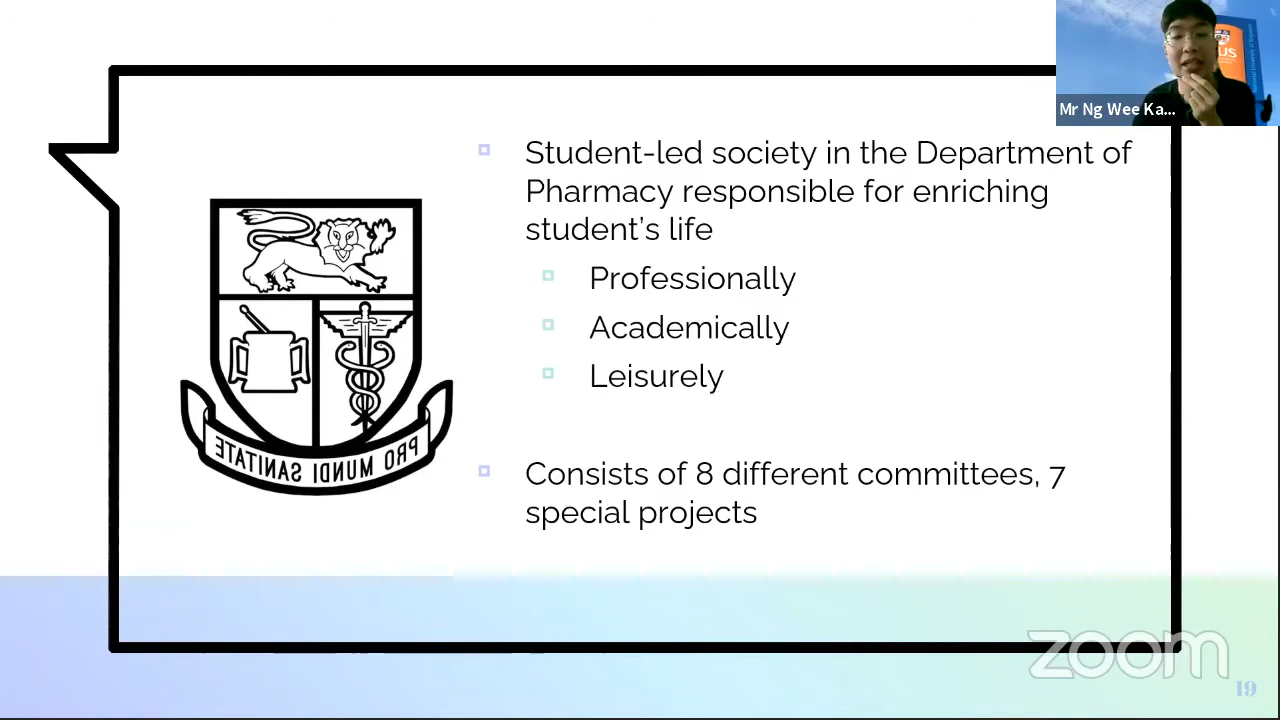 US
Mr Ng Wee Ka...
Student-led society in the Department of
Pharmacy responsible for enriching
student's life
Professionally
Academically
Leisurely
PRO MUNDI SANITATE
Consists of 8 different committees, 7
special projects
zoom
19